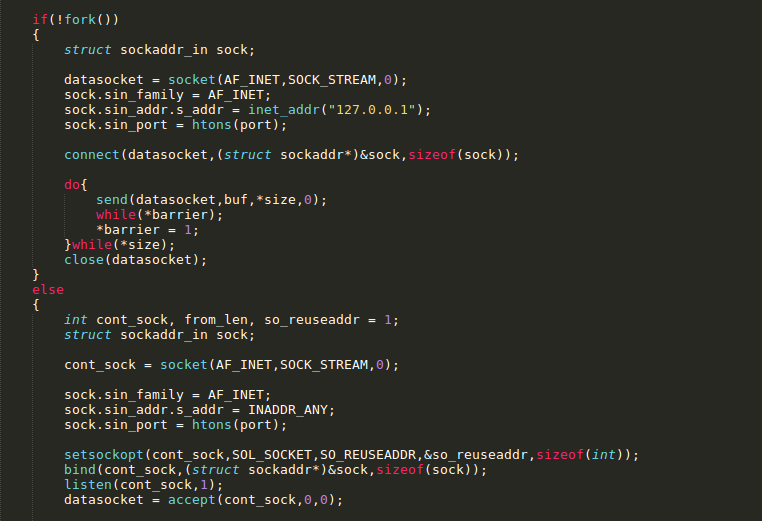 if(!fork())
{
    struct sockaddr_in sock;

    datasocket = socket(AF_INET,SOCK_STREAM,0);
    sock.sin_family = AF_INET;
    sock.sin_addr.s_addr = inet_addr("127.0.0.1");
    sock.sin_port = htons(port);

    connect(datasocket,(struct sockaddr*)&sock,sizeof(sock));

    do{
        send(datasocket,buf,*size,0);
        while(*barrier);
        *barrier = 1;
    }while(*size);
    close(datasocket);
}
else
{
    int cont_sock, from_len, so_reuseaddr = 1;
    struct sockaddr_in sock;

    cont_sock = socket(AF_INET,SOCK_STREAM,0);

    sock.sin_family = AF_INET;
    sock.sin_addr.s_addr = INADDR_ANY;
    sock.sin_port = htons(port);

    setsockopt(cont_sock,SOL_SOCKET,SO_REUSEADDR,&so_reuseaddr,sizeof(int));
    bind(cont_sock,(struct sockaddr*)&sock,sizeof(sock));
    listen(cont_sock,1);
    datasocket = accept(cont_sock,0,0);